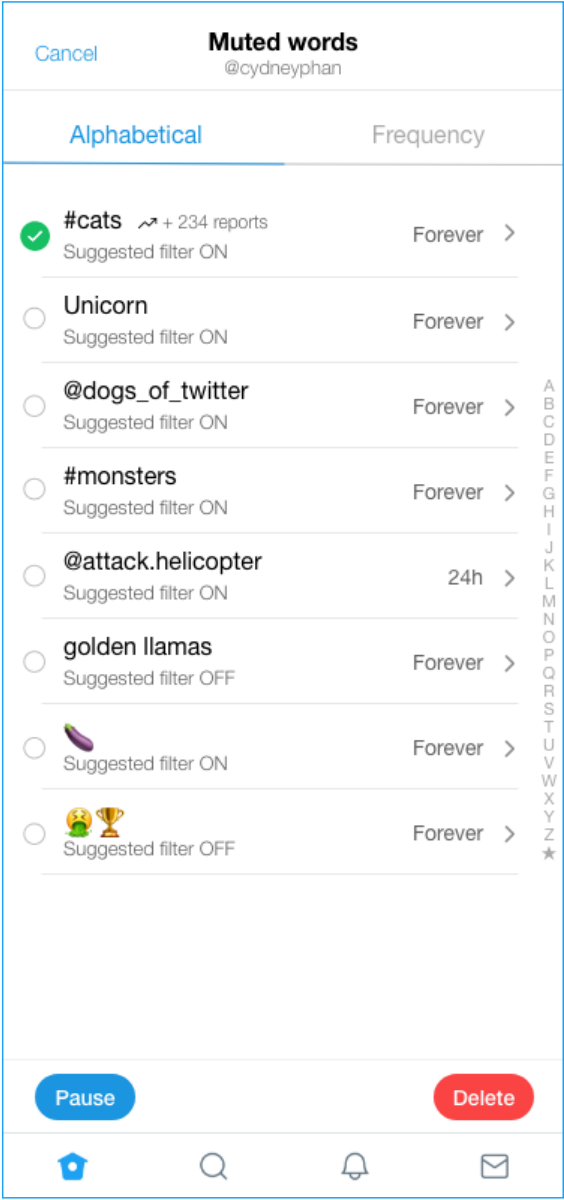 Cancel
Muted words
@cydneyphan
Alphabetical
Frequency
#cats + 234 reports
Suggested filter ON
Forever
Unicorn
Suggested filter ON
Forever
@dogs_of_twitter
Suggested filter ON
Forever
#monsters
Suggested filter ON
Forever
@attack.helicopter
Suggested filter ON
24h
golden llamas
Suggested filter OFF
Forever
🍆
Suggested filter ON
Forever
🤮🏆
Suggested filter OFF
Forever
A
B
C
D
E
F
G
H
I
J
K
L
M
N
O
P
Q
R
S
T
U
V
W
X
Y
Z
★
Pause
Delete